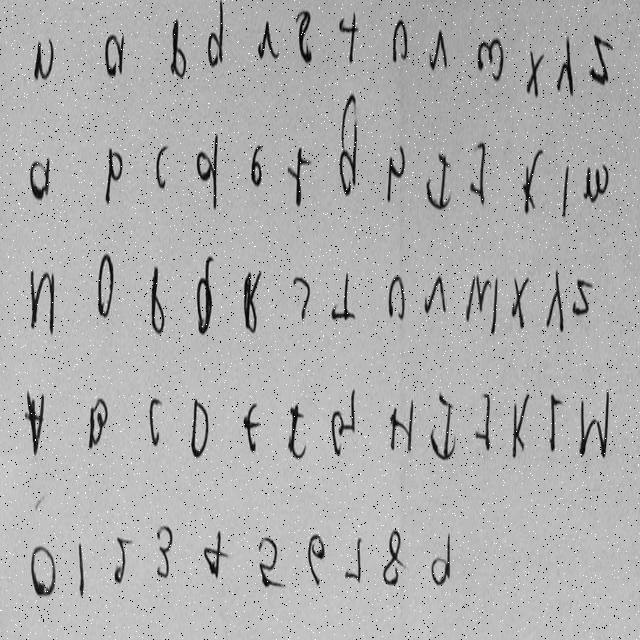 0 1 2 3 4 5 6 7 8 9
A B C D E F G H I J K L M
N O P Q R S T U V W X Y Z
a b c d e f g h i j k l m
n o p q r s t u v w x y z